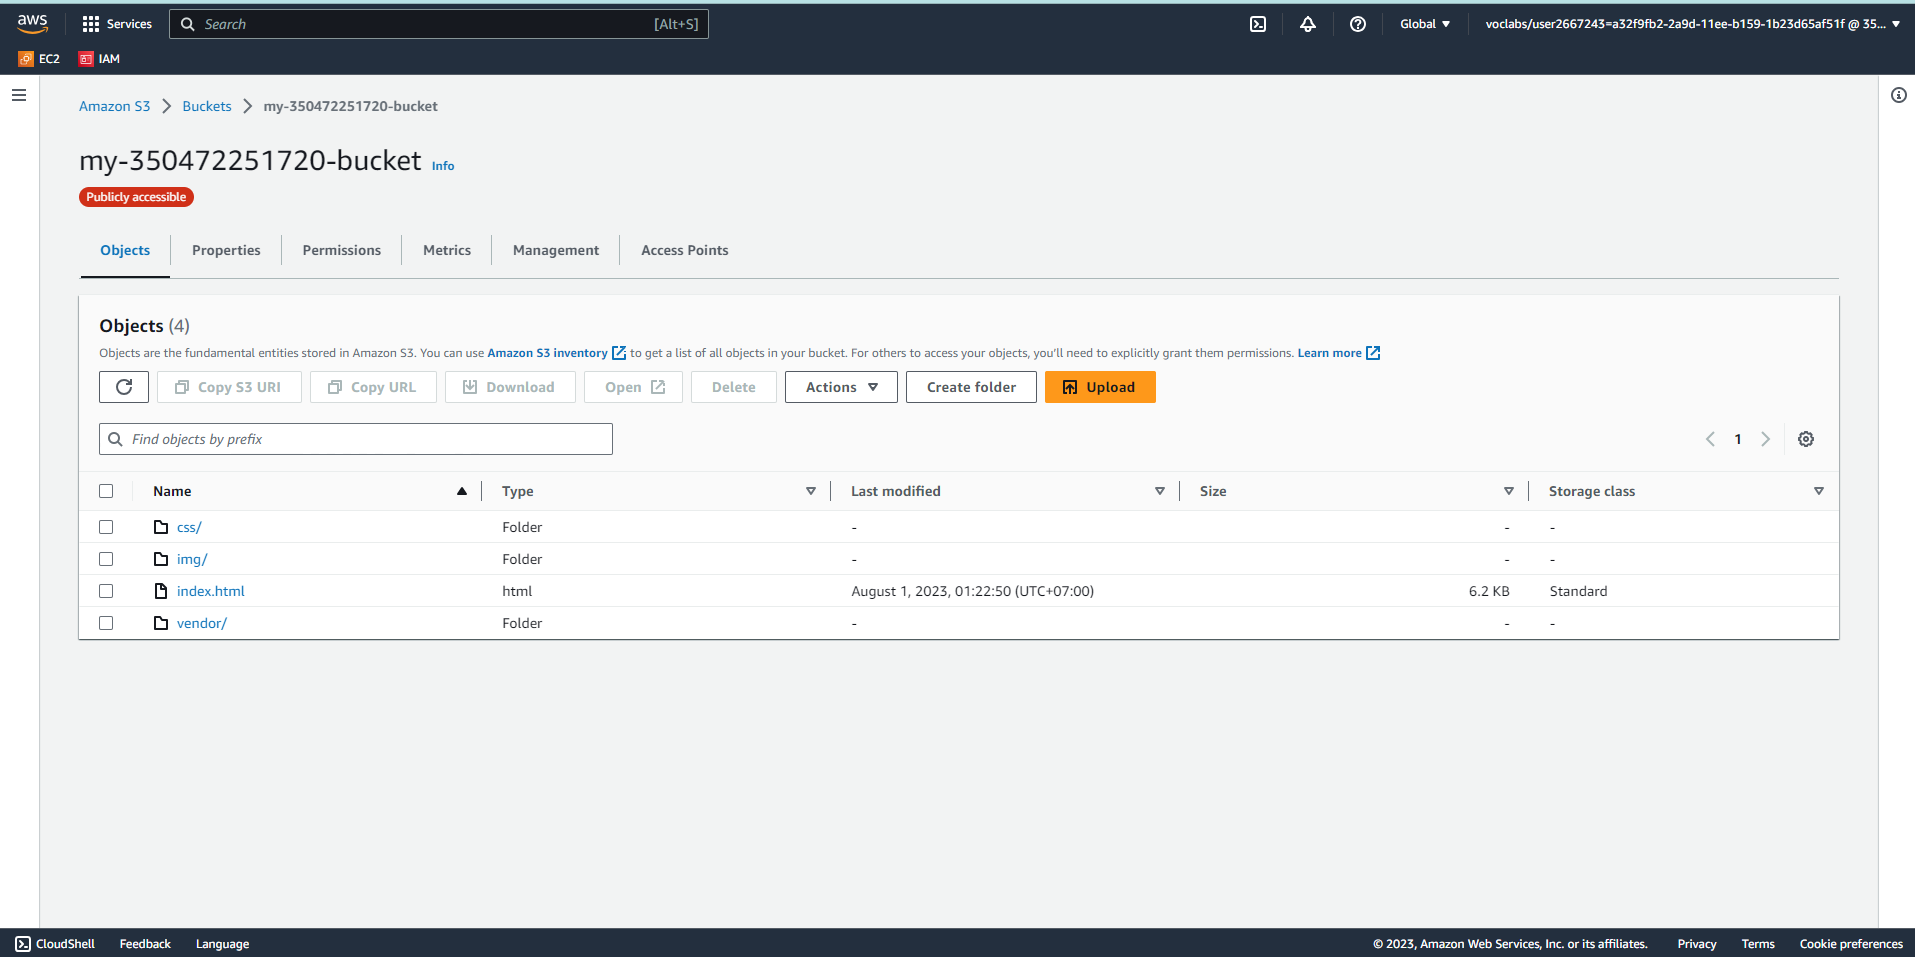 aws Services Search [Alt+S] Global voclabs/user2667243=a32f9fb2-2a9d-11ee-b159-1b23d65af51f @ 35...
EC2 IAM
Amazon S3 Buckets my-350472251720-bucket
my-350472251720-bucket Info
Publicly accessible
Objects Properties Permissions Metrics Management Access Points
Objects (4)
Objects are the fundamental entities stored in Amazon S3. You can use Amazon S3 inventory to get a list of all objects in your bucket. For others to access your objects, you'll need to explicitly grant them permissions. Learn more
Copy S3 URI Copy URL Download Open Delete Actions Create folder Upload
Find objects by prefix 1
Name Type Last modified Size Storage class
css/ Folder - - -
img/ Folder - - -
index.html html August 1, 2023, 01:22:50 (UTC+07:00) 6.2 KB Standard
vendor/ Folder - - -
CloudShell Feedback Language © 2023, Amazon Web Services, Inc. or its affiliates. Privacy Terms Cookie preferences